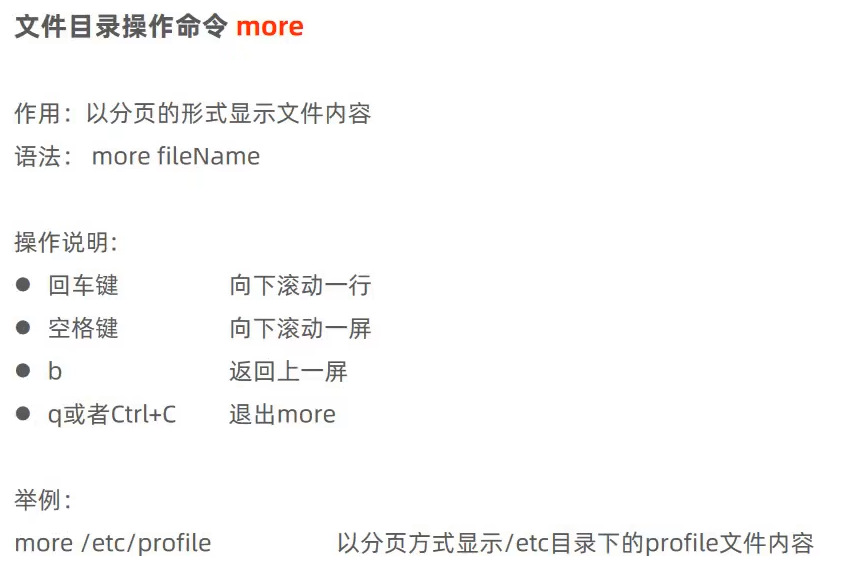 文件目录操作命令 more
作用：以分页的形式显示文件内容
语法： more fileName
操作说明：
● 回车键 向下滚动一行
● 空格键 向下滚动一屏
● b 返回上一屏
● q或者Ctrl+C 退出more
举例：
more /etc/profile 以分页方式显示/etc目录下的profile文件内容